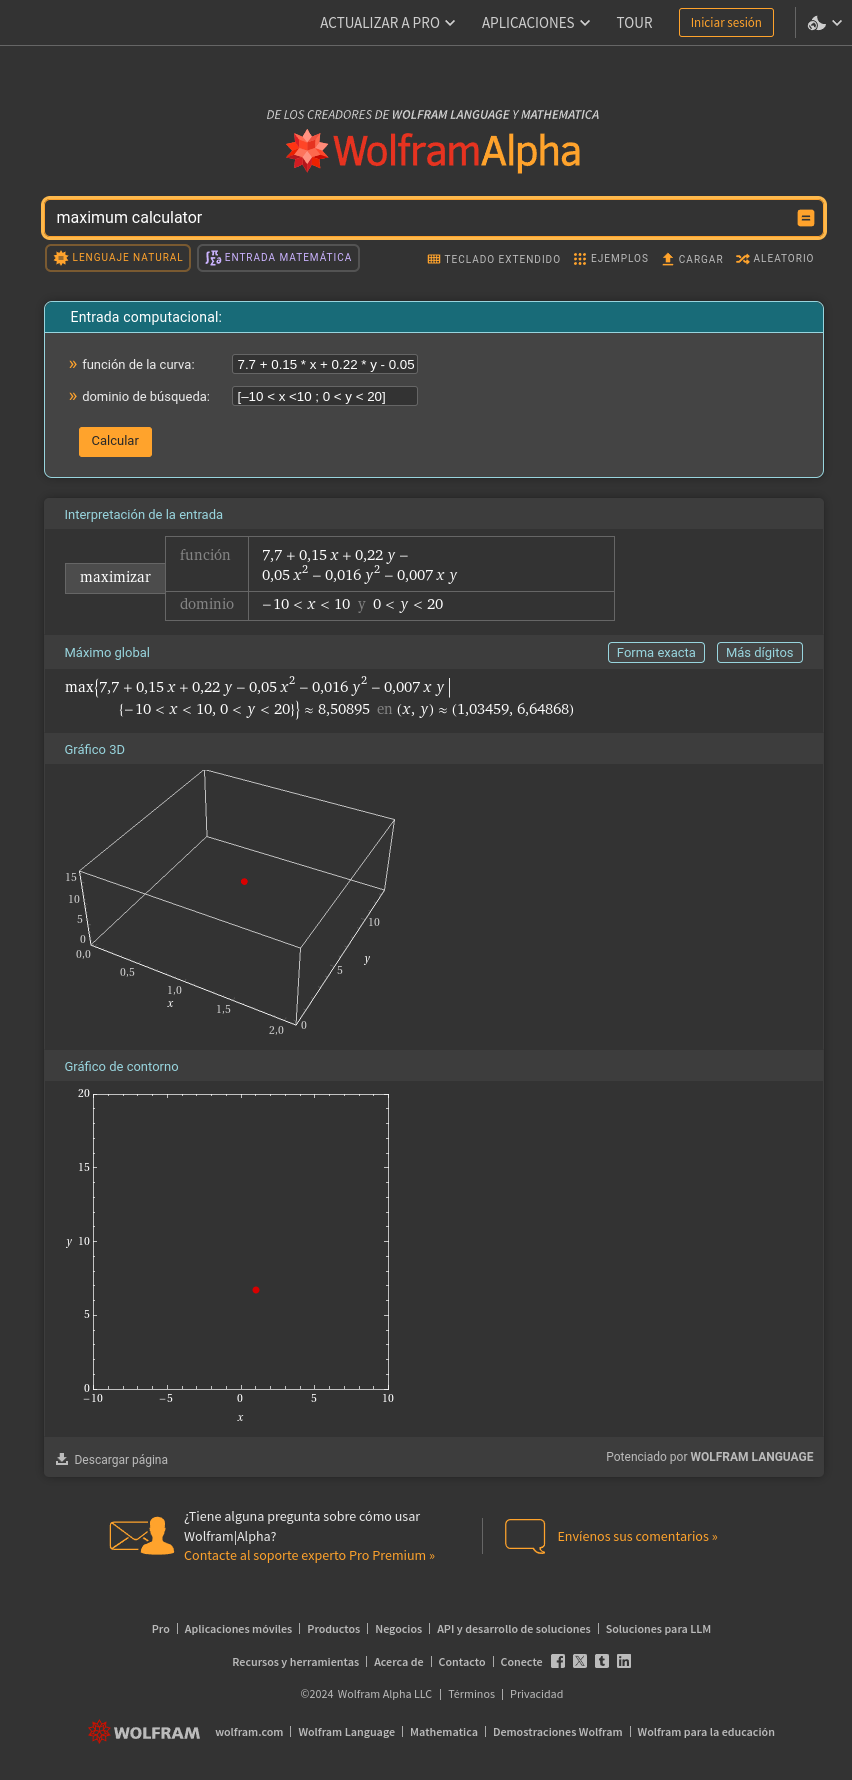 ACTUALIZAR A PRO APLICACIONES TOUR Iniciar sesión
DE LOS CREADORES DE WOLFRAM LANGUAGE Y MATHEMATICA
WolframAlpha
maximum calculator
LENGUAJE NATURAL ENTRADA MATEMÁTICA TECLADO EXTENDIDO EJEMPLOS CARGAR ALEATORIO
Entrada computacional:
» función de la curva: 7.7 + 0.15 * x + 0.22 * y - 0.05
» dominio de búsqueda: [–10 < x <10 ; 0 < y < 20]
Calcular
Interpretación de la entrada
maximizar
función 7,7 + 0,15 x + 0,22 y −
0,05 x² − 0,016 y² − 0,007 x y
dominio −10 < x < 10 y 0 < y < 20
Máximo global Forma exacta Más dígitos
max{7,7 + 0,15 x + 0,22 y − 0,05 x² − 0,016 y² − 0,007 x y |
{−10 < x < 10, 0 < y < 20}} ≈ 8,50895 en (x, y) ≈ (1,03459, 6,64868)
Gráfico 3D
15
10
5
0
0,0
0,5
1,0
x
1,5
2,0
0
5
y
10
Gráfico de contorno
20
15
y 10
5
0
−10 −5 0 5 10
x
Descargar página Potenciado por WOLFRAM LANGUAGE
¿Tiene alguna pregunta sobre cómo usar
Wolfram|Alpha?
Contacte al soporte experto Pro Premium »
Envíenos sus comentarios »
Pro | Aplicaciones móviles | Productos | Negocios | API y desarrollo de soluciones | Soluciones para LLM
Recursos y herramientas | Acerca de | Contacto | Conecte
©2024 Wolfram Alpha LLC | Términos | Privacidad
WOLFRAM wolfram.com | Wolfram Language | Mathematica | Demostraciones Wolfram | Wolfram para la educación